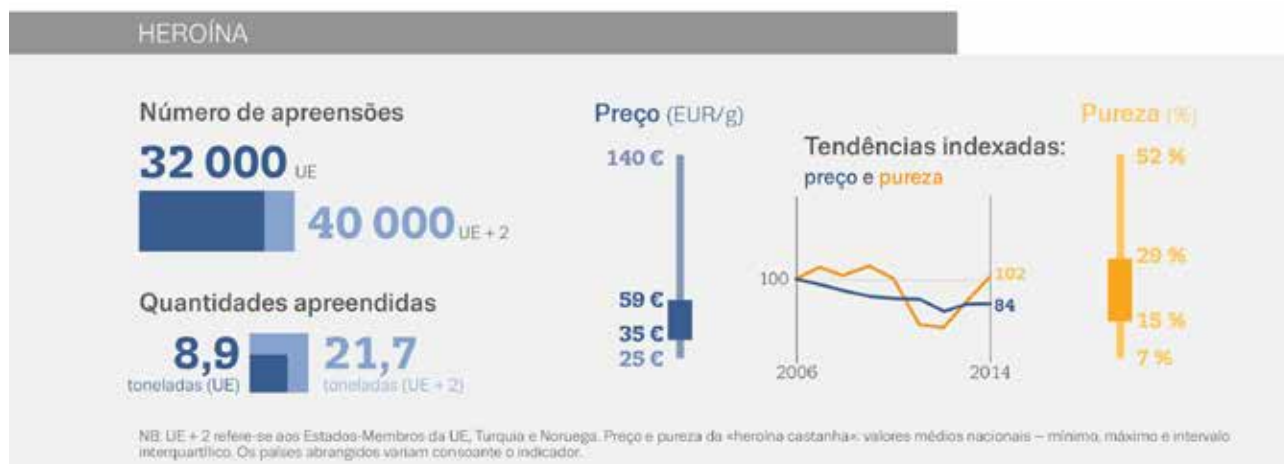 HEROÍNA
Número de apreensões
32 000 UE
40 000 UE + 2
Quantidades apreendidas
8,9
toneladas (UE)
21,7
toneladas (UE + 2)
Preço (EUR/g)
140 €
59 €
35 €
25 €
Tendências indexadas:
preço e pureza
100
102
84
2006
2014
Pureza (%)
52 %
29 %
15 %
7 %
NB: UE + 2 refere-se aos Estados-Membros da UE, Turquia e Noruega. Preço e pureza da «heroína castanha»: valores médios nacionais – mínimo, máximo e intervalo
interquartílico. Os países abrangidos variam consoante o indicador.